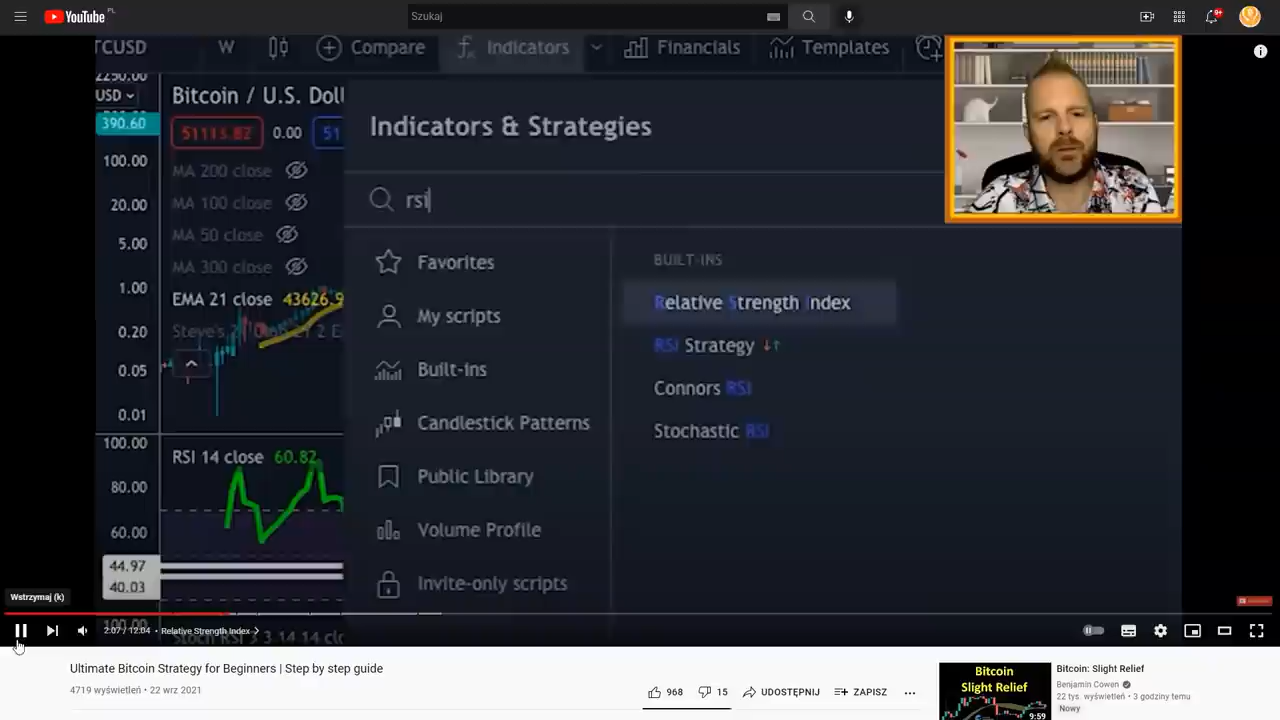 YouTube PL
Szukaj
9+
TCUSD W Compare Indicators Financials Templates
USD
390.60
100.00
20.00
5.00
1.00
0.20
0.05
0.01
100.00
80.00
60.00
44.97
40.03
Bitcoin / U.S. Doll
51113.82 0.00 51
MA 200 close
MA 100 close
MA 50 close
MA 300 close
EMA 21 close 43626.9
RSI 14 close 60.82
Indicators & Strategies
rsi
Favorites
My scripts
Built-ins
Candlestick Patterns
Public Library
Volume Profile
Invite-only scripts
BUILT-INS
Relative Strength Index
RSI Strategy ↓↑
Connors RSI
Stochastic RSI
Wstrzymaj (k)
2:07 / 12:04 • Relative Strength Index
Ultimate Bitcoin Strategy for Beginners | Step by step guide
4719 wyświetleń • 22 wrz 2021
968 15 UDOSTĘPNIJ ZAPISZ
Bitcoin
Slight Relief
9:59
Bitcoin: Slight Relief
Benjamin Cowen
22 tys. wyświetleń • 3 godziny temu
Nowy